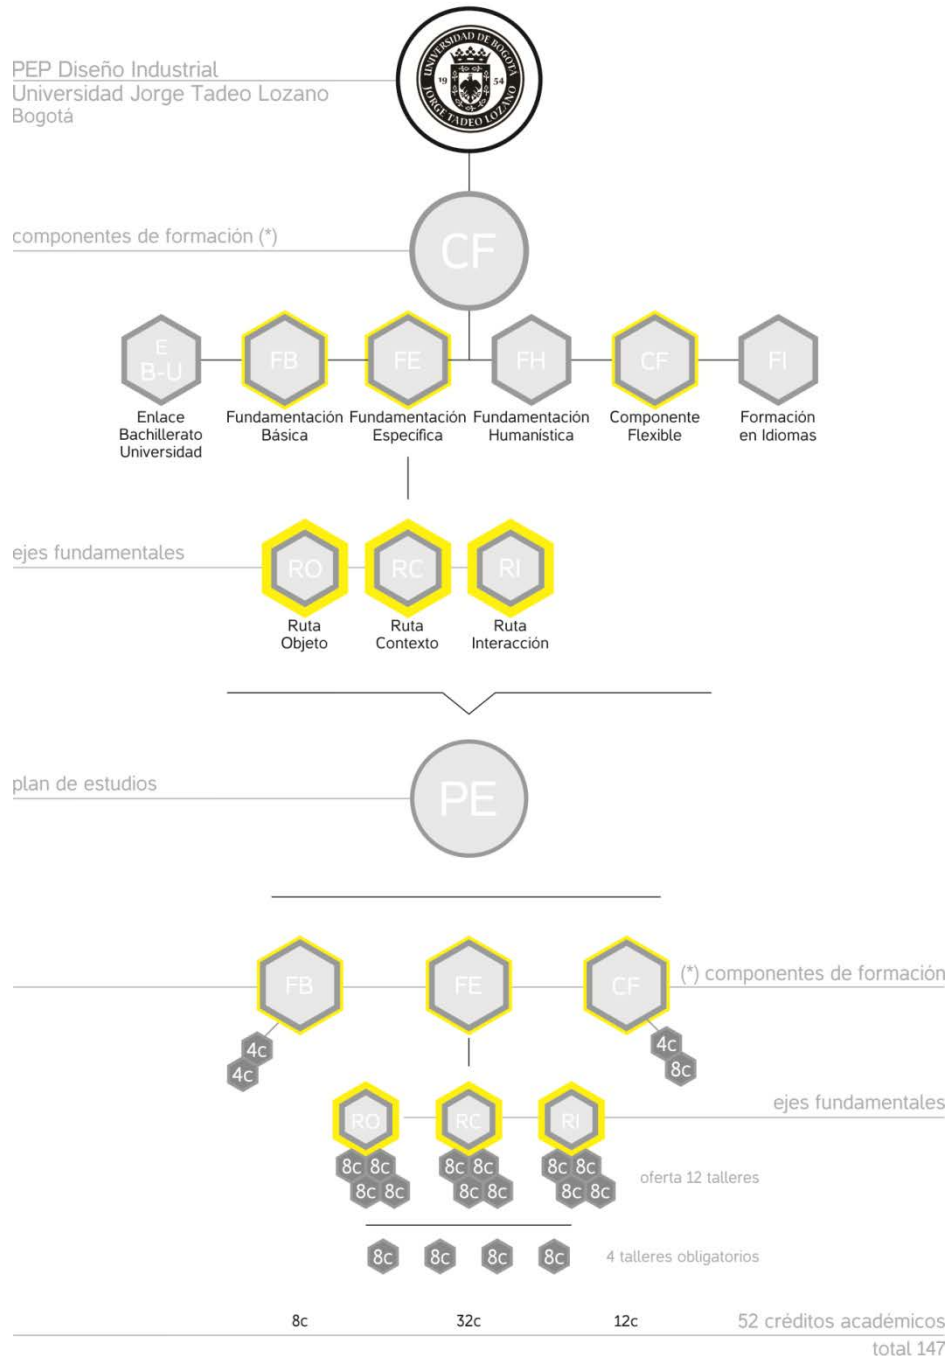 UNIVERSIDAD DE BOGOTÁ
19 54
JORGE TADEO LOZANO
PEP Diseño Industrial
Universidad Jorge Tadeo Lozano
Bogotá
componentes de formación (*)
CF
E
B-U
FB
FE
FH
CF
FI
Enlace
Bachillerato
Universidad
Fundamentación
Básica
Fundamentación
Específica
Fundamentación
Humanística
Componente
Flexible
Formación
en Idiomas
ejes fundamentales
RO
RC
RI
Ruta
Objeto
Ruta
Contexto
Ruta
Interacción
plan de estudios
PE
FB
FE
CF
(*) componentes de formación
4c
4c
4c
8c
RO
RC
RI
ejes fundamentales
8c 8c
8c 8c
8c 8c
8c 8c
8c 8c
8c 8c
oferta 12 talleres
8c 8c 8c 8c
4 talleres obligatorios
8c 32c 12c
52 créditos académicos
total 147